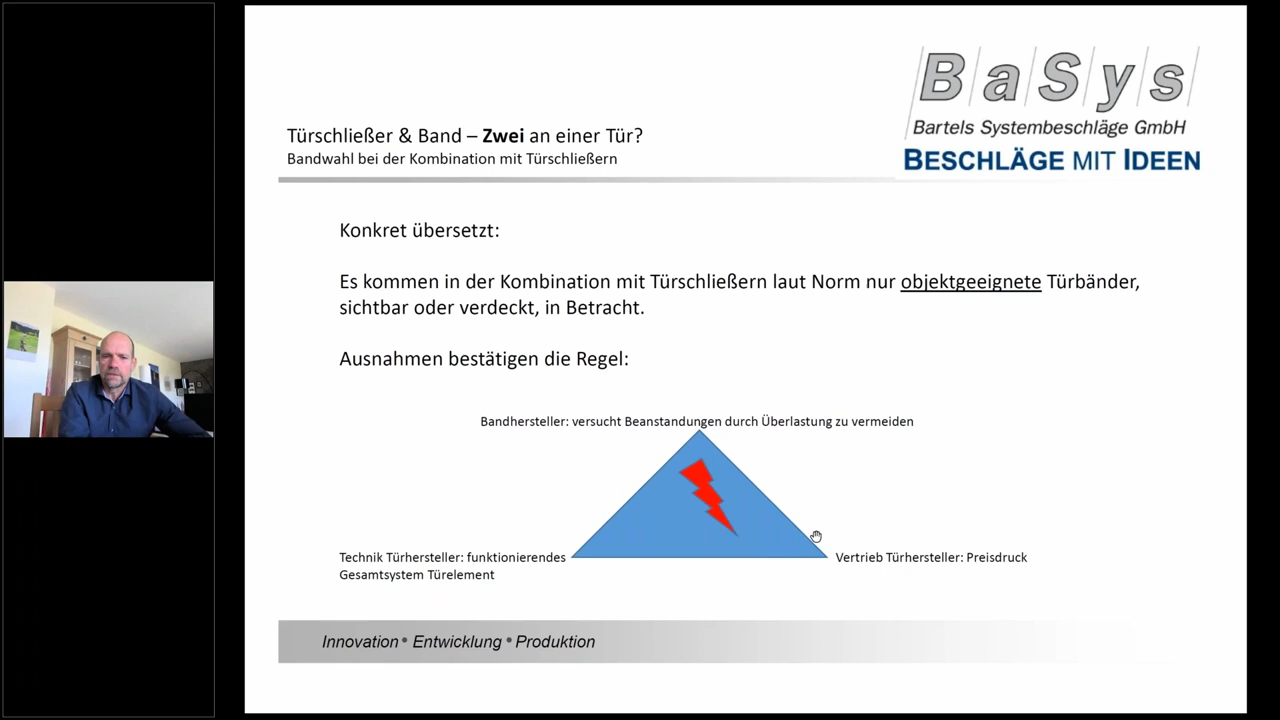 BaSys
Bartels Systembeschläge GmbH
BESCHLÄGE MIT IDEEN
Türschließer & Band – Zwei an einer Tür?
Bandwahl bei der Kombination mit Türschließern
Konkret übersetzt:
Es kommen in der Kombination mit Türschließern laut Norm nur objektgeeignete Türbänder,
sichtbar oder verdeckt, in Betracht.
Ausnahmen bestätigen die Regel:
Bandhersteller: versucht Beanstandungen durch Überlastung zu vermeiden
Technik Türhersteller: funktionierendes
Gesamtsystem Türelement
Vertrieb Türhersteller: Preisdruck
Innovation • Entwicklung • Produktion